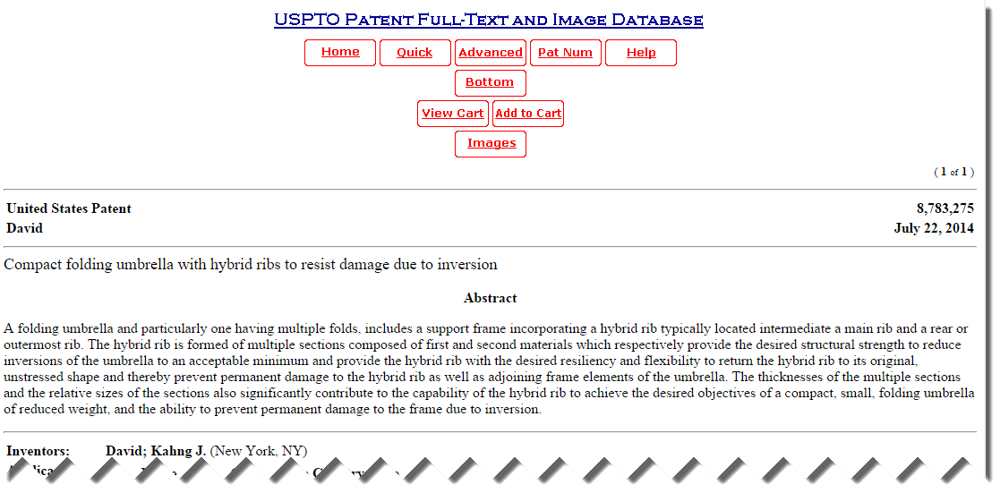 USPTO PATENT FULL-TEXT AND IMAGE DATABASE
Home Quick Advanced Pat Num Help
Bottom
View Cart Add to Cart
Images
( 1 of 1 )
United States Patent 8,783,275
David July 22, 2014
Compact folding umbrella with hybrid ribs to resist damage due to inversion
Abstract
A folding umbrella and particularly one having multiple folds, includes a support frame incorporating a hybrid rib typically located intermediate a main rib and a rear or
outermost rib. The hybrid rib is formed of multiple sections composed of first and second materials which respectively provide the desired structural strength to reduce
inversions of the umbrella to an acceptable minimum and provide the hybrid rib with the desired resiliency and flexibility to return the hybrid rib to its original,
unstressed shape and thereby prevent permanent damage to the hybrid rib as well as adjoining frame elements of the umbrella. The thicknesses of the multiple sections
and the relative sizes of the sections also significantly contribute to the capability of the hybrid rib to achieve the desired objectives of a compact, small, folding umbrella
of reduced weight, and the ability to prevent permanent damage to the frame due to inversion.
Inventors: David; Kahng J. (New York, NY)